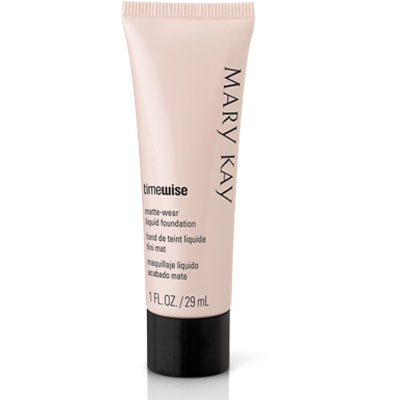 MARY KAY
timewise
matte-wear
liquid foundation
fond de teint liquide
fini mat
maquillaje líquido
acabado mate
1 FL.OZ./29 mL